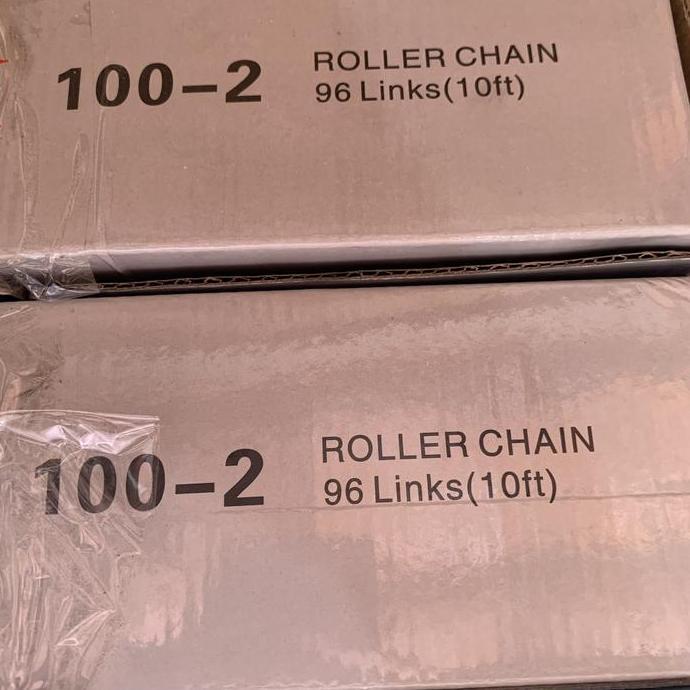 100-2
ROLLER CHAIN
96 Links(10ft)
100-2
ROLLER CHAIN
96 Links(10ft)